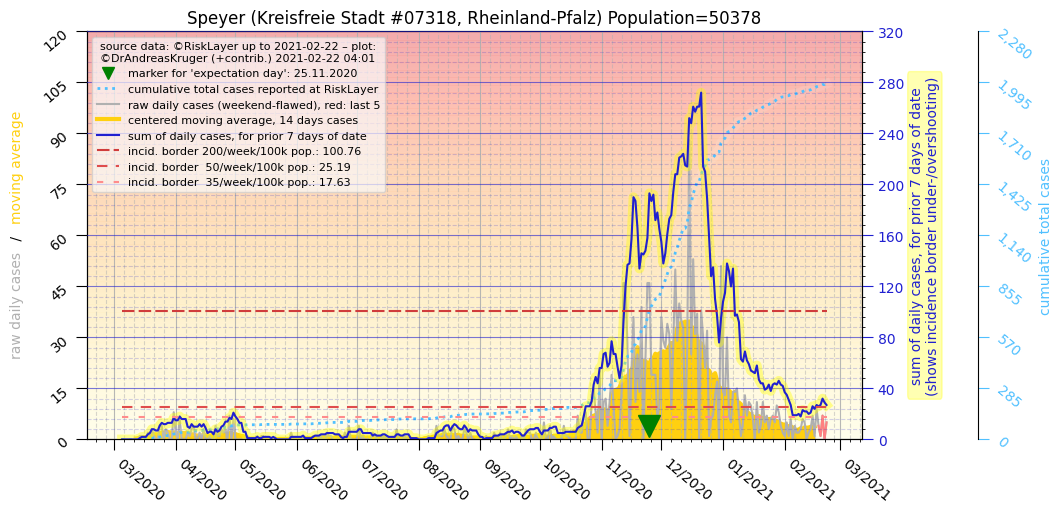 Speyer (Kreisfreie Stadt #07318, Rheinland-Pfalz) Population=50378
source data: ©RiskLayer up to 2021-02-22 – plot:
©DrAndreasKruger (+contrib.) 2021-02-22 04:01
marker for 'expectation day': 25.11.2020
cumulative total cases reported at RiskLayer
raw daily cases (weekend-flawed), red: last 5
centered moving average, 14 days cases
sum of daily cases, for prior 7 days of date
incid. border 200/week/100k pop.: 100.76
incid. border  50/week/100k pop.: 25.19
incid. border  35/week/100k pop.: 17.63
raw daily cases / moving average
120
105
90
75
60
45
30
15
0
320
280
240
200
160
120
80
40
0
sum of daily cases, for prior 7 days of date
(shows incidence border under-/overshooting)
2,280
1,995
1,710
1,425
1,140
855
570
285
0
cumulative total cases
03/2020
04/2020
05/2020
06/2020
07/2020
08/2020
09/2020
10/2020
11/2020
12/2020
01/2021
02/2021
03/2021